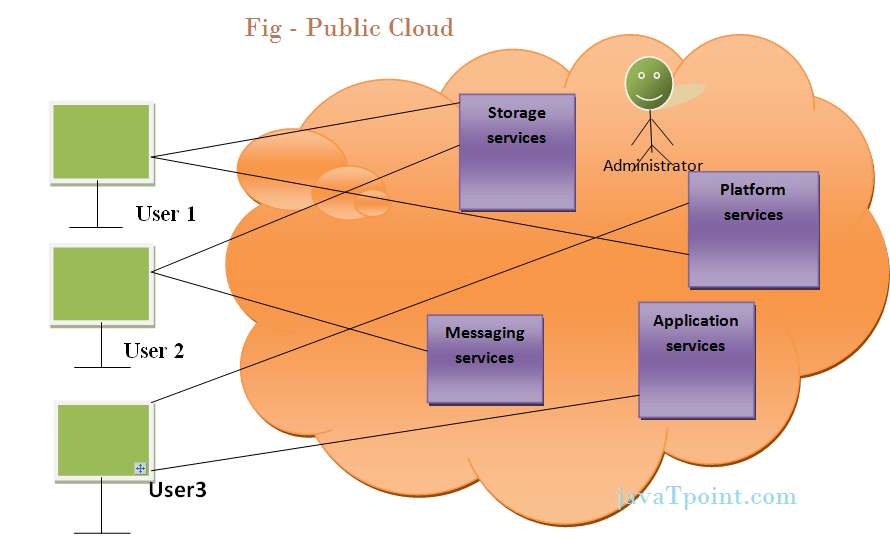 Fig - Public Cloud
Storage
services
Administrator
Platform
services
User 1
Application
services
Messaging
services
User 2
User3
javaTpoint.com